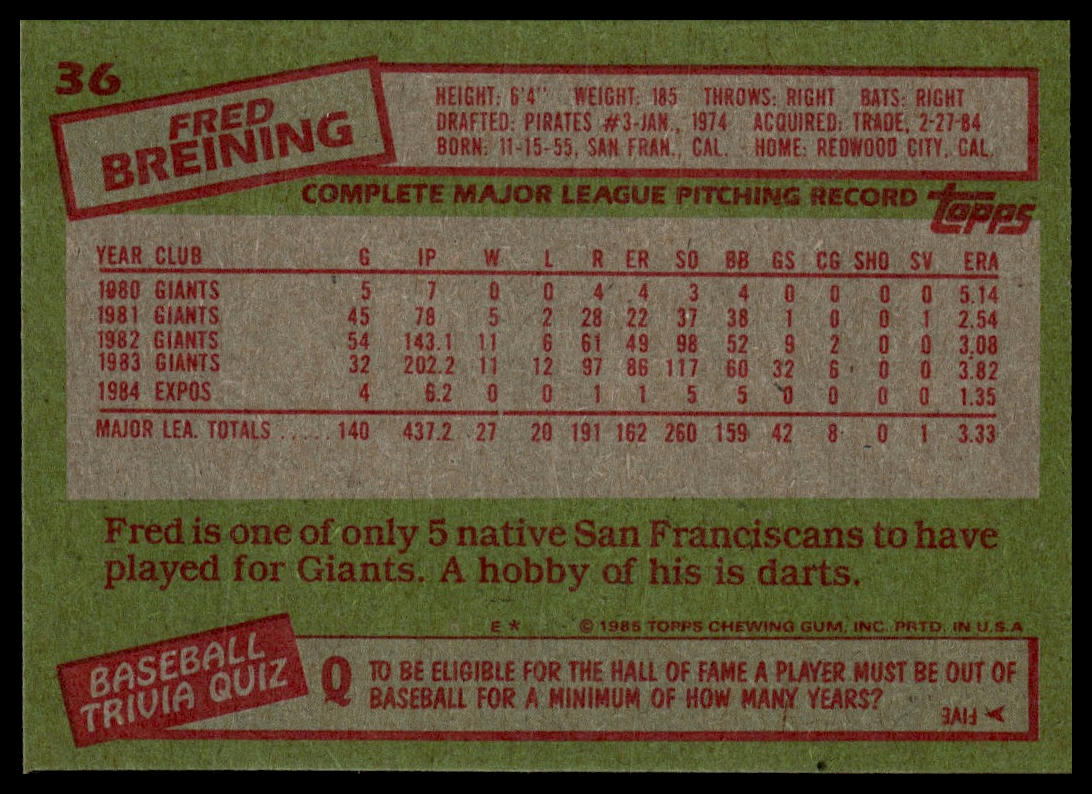 36
FRED
BREINING
HEIGHT: 6'4" WEIGHT: 185 THROWS: RIGHT BATS: RIGHT
DRAFTED: PIRATES #3-JAN., 1974 ACQUIRED: TRADE, 2-27-84
BORN: 11-15-55, SAN FRAN., CAL. HOME: REDWOOD CITY, CAL.
COMPLETE MAJOR LEAGUE PITCHING RECORD topps
YEAR CLUB G IP W L R ER SO BB GS CG SHO SV ERA
1980 GIANTS 5 7 0 0 4 4 3 4 0 0 0 0 5.14
1981 GIANTS 45 78 5 2 28 22 37 38 1 0 0 1 2.54
1982 GIANTS 54 143.1 11 6 61 49 98 52 9 2 0 0 3.08
1983 GIANTS 32 202.2 11 12 97 86 117 60 32 6 0 0 3.82
1984 EXPOS 4 6.2 0 0 1 1 5 5 0 0 0 0 1.35
MAJOR LEA. TOTALS ..... 140 437.2 27 20 191 162 260 159 42 8 0 1 3.33
Fred is one of only 5 native San Franciscans to have
played for Giants. A hobby of his is darts.
E* © 1985 TOPPS CHEWING GUM, INC. PRTD. IN U.S.A
BASEBALL
TRIVIA QUIZ
Q TO BE ELIGIBLE FOR THE HALL OF FAME A PLAYER MUST BE OUT OF
BASEBALL FOR A MINIMUM OF HOW MANY YEARS?
FIVE